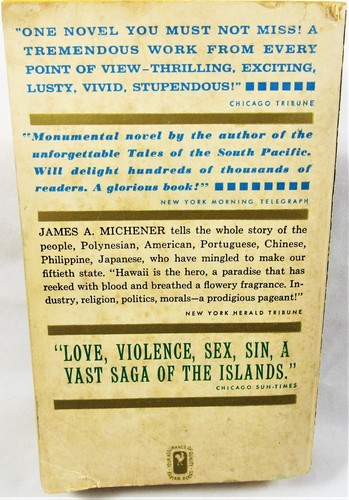 "ONE NOVEL YOU MUST NOT MISS! A
TREMENDOUS WORK FROM EVERY
POINT OF VIEW—THRILLING, EXCITING,
LUSTY, VIVID, STUPENDOUS!"
CHICAGO TRIBUNE
"Monumental novel by the author of the
unforgettable Tales of the South Pacific.
Will delight hundreds of thousands of
readers. A glorious book!"
NEW YORK MORNING TELEGRAPH
JAMES A. MICHENER tells the whole story of the
people, Polynesian, American, Portuguese, Chinese,
Philippine, Japanese, who have mingled to make our
fiftieth state. "Hawaii is the hero, a paradise that has
reeked with blood and breathed a flowery fragrance. In-
dustry, religion, politics, morals—a prodigious pageant!"
NEW YORK HERALD TRIBUNE
"LOVE, VIOLENCE, SEX, SIN, A
VAST SAGA OF THE ISLANDS."
CHICAGO SUN-TIMES